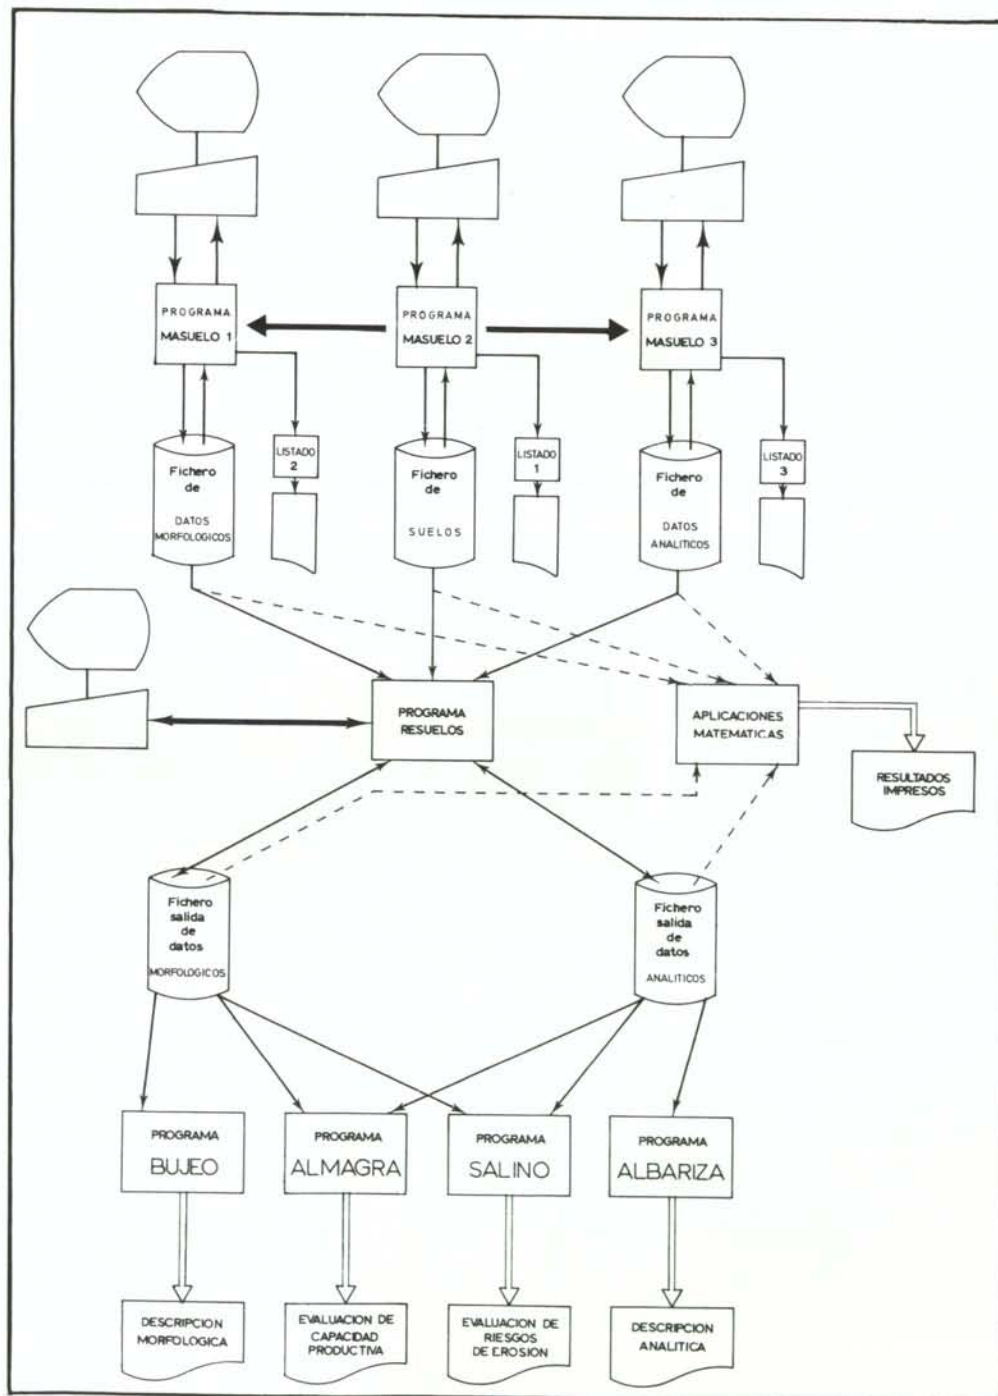 PROGRAMA
MASUELO 1
PROGRAMA
MASUELO 2
PROGRAMA
MASUELO 3
LISTADO
2
LISTADO
1
LISTADO
3
Fichero
de
DATOS
MORFOLOGICOS
Fichero
de
SUELOS
Fichero
de
DATOS
ANALITICOS
PROGRAMA
RESUELOS
APLICACIONES
MATEMATICAS
RESULTADOS
IMPRESOS
Fichero
salida
de
datos
MORFOLOGICOS
Fichero
salida
de
datos
ANALITICOS
PROGRAMA
BUJEO
PROGRAMA
ALMAGRA
PROGRAMA
SALINO
PROGRAMA
ALBARIZA
DESCRIPCION
MORFOLOGICA
EVALUACION DE
CAPACIDAD
PRODUCTIVA
EVALUACION DE
RIESGOS
DE EROSION
DESCRIPCION
ANALITICA